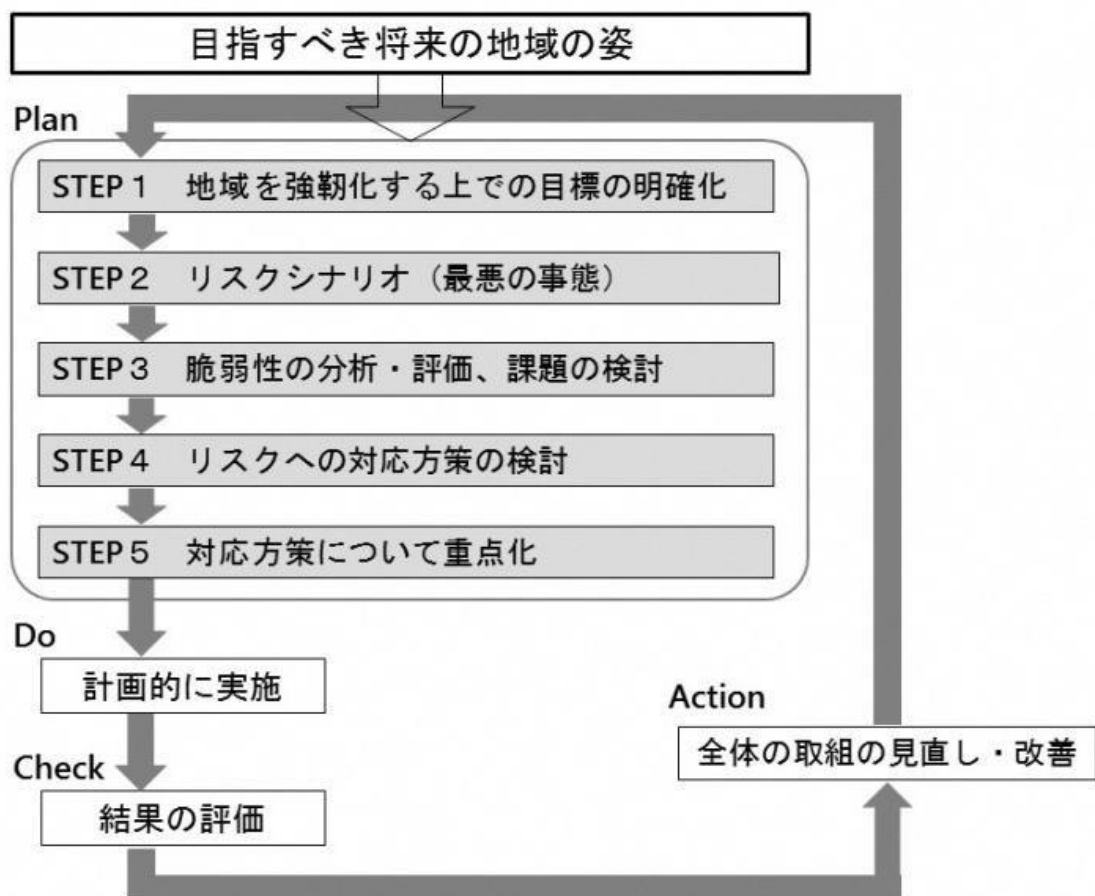 目指すべき将来の地域の姿
Plan
STEP１　地域を強靭化する上での目標の明確化
STEP２　リスクシナリオ（最悪の事態）
STEP３　脆弱性の分析・評価、課題の検討
STEP４　リスクへの対応方策の検討
STEP５　対応方策について重点化
Do
計画的に実施
Check
結果の評価
Action
全体の取組の見直し・改善